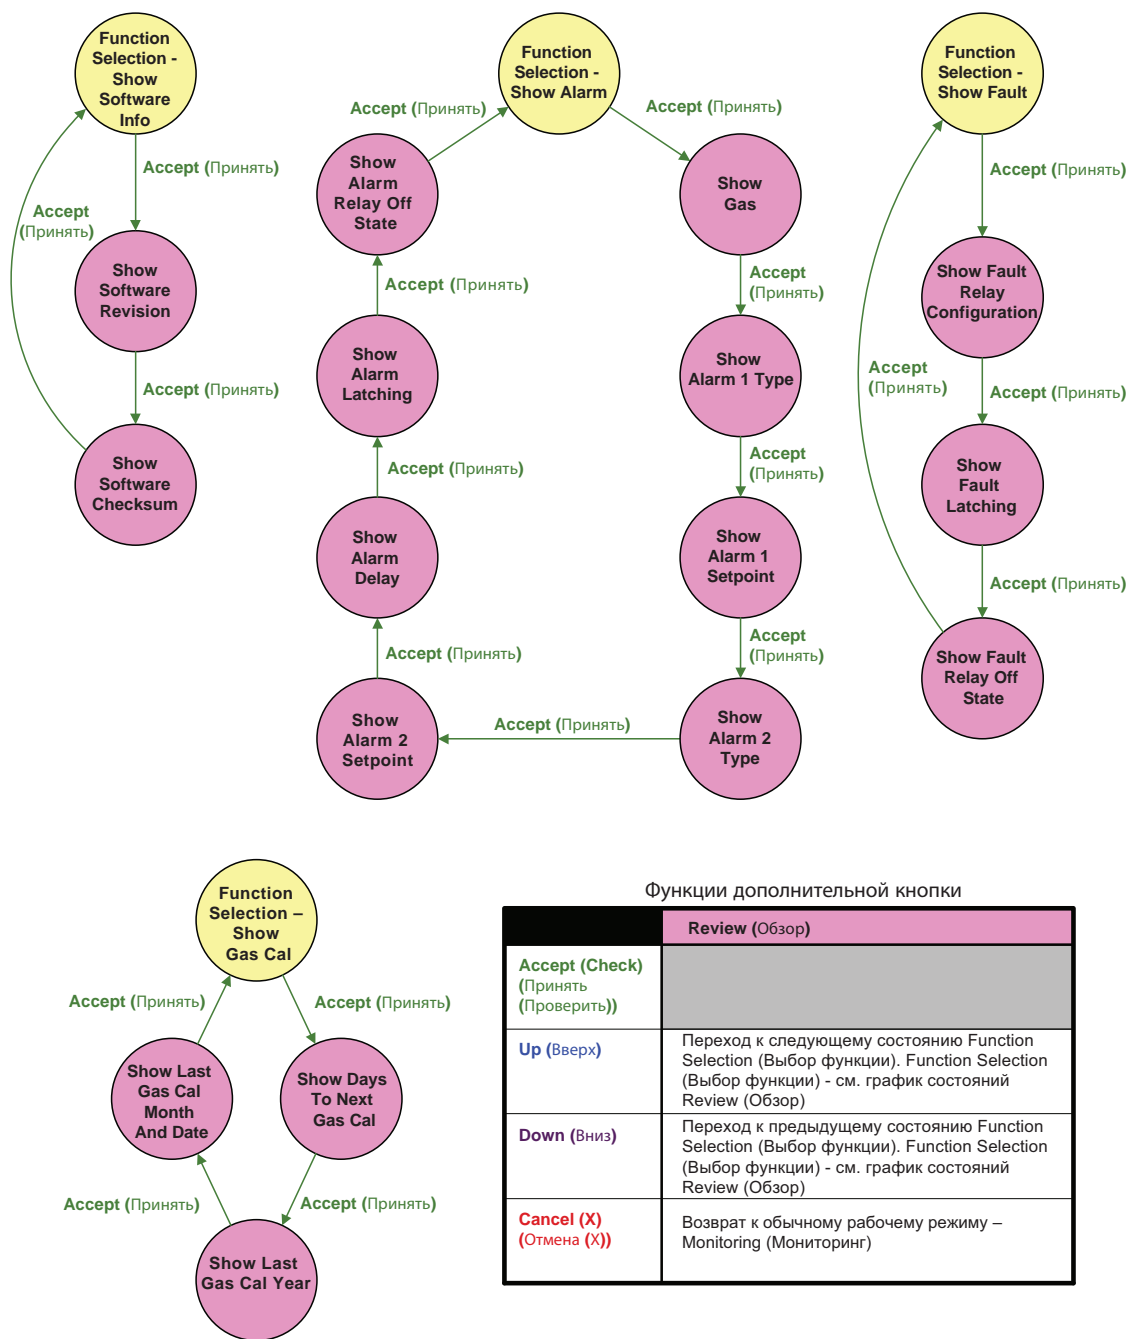 Function
Selection -
Show
Software
Info
Accept (Принять)
Accept
(Принять)
Show
Software
Revision
Accept (Принять)
Show
Software
Checksum
Function
Selection -
Show Alarm
Accept (Принять)
Accept (Принять)
Show
Alarm
Relay Off
State
Show
Gas
Accept (Принять)
Accept
(Принять)
Show
Alarm
Latching
Show
Alarm 1 Type
Accept (Принять)
Accept
(Принять)
Show
Alarm
Delay
Show
Alarm 1
Setpoint
Accept (Принять)
Accept
(Принять)
Show
Alarm 2
Setpoint
Accept (Принять)
Show
Alarm 2
Type
Function
Selection -
Show Fault
Accept (Принять)
Show Fault
Relay
Configuration
Accept
(Принять)
Accept (Принять)
Show
Fault
Latching
Accept (Принять)
Show Fault
Relay Off
State
Function
Selection –
Show
Gas Cal
Accept (Принять)
Accept (Принять)
Show Last
Gas Cal
Month
And Date
Show Days
To Next
Gas Cal
Accept (Принять)
Accept (Принять)
Show Last
Gas Cal Year
Функции дополнительной кнопки
Review (Обзор)
Accept (Check)
(Принять
(Проверить))
Up (Вверх)
Переход к следующему состоянию Function
Selection (Выбор функции). Function Selection
(Выбор функции) - см. график состояний
Review (Обзор)
Down (Вниз)
Переход к предыдущему состоянию Function
Selection (Выбор функции). Function Selection
(Выбор функции) - см. график состояний
Review (Обзор)
Cancel (X)
(Отмена (X))
Возврат к обычному рабочему режиму –
Monitoring (Мониторинг)